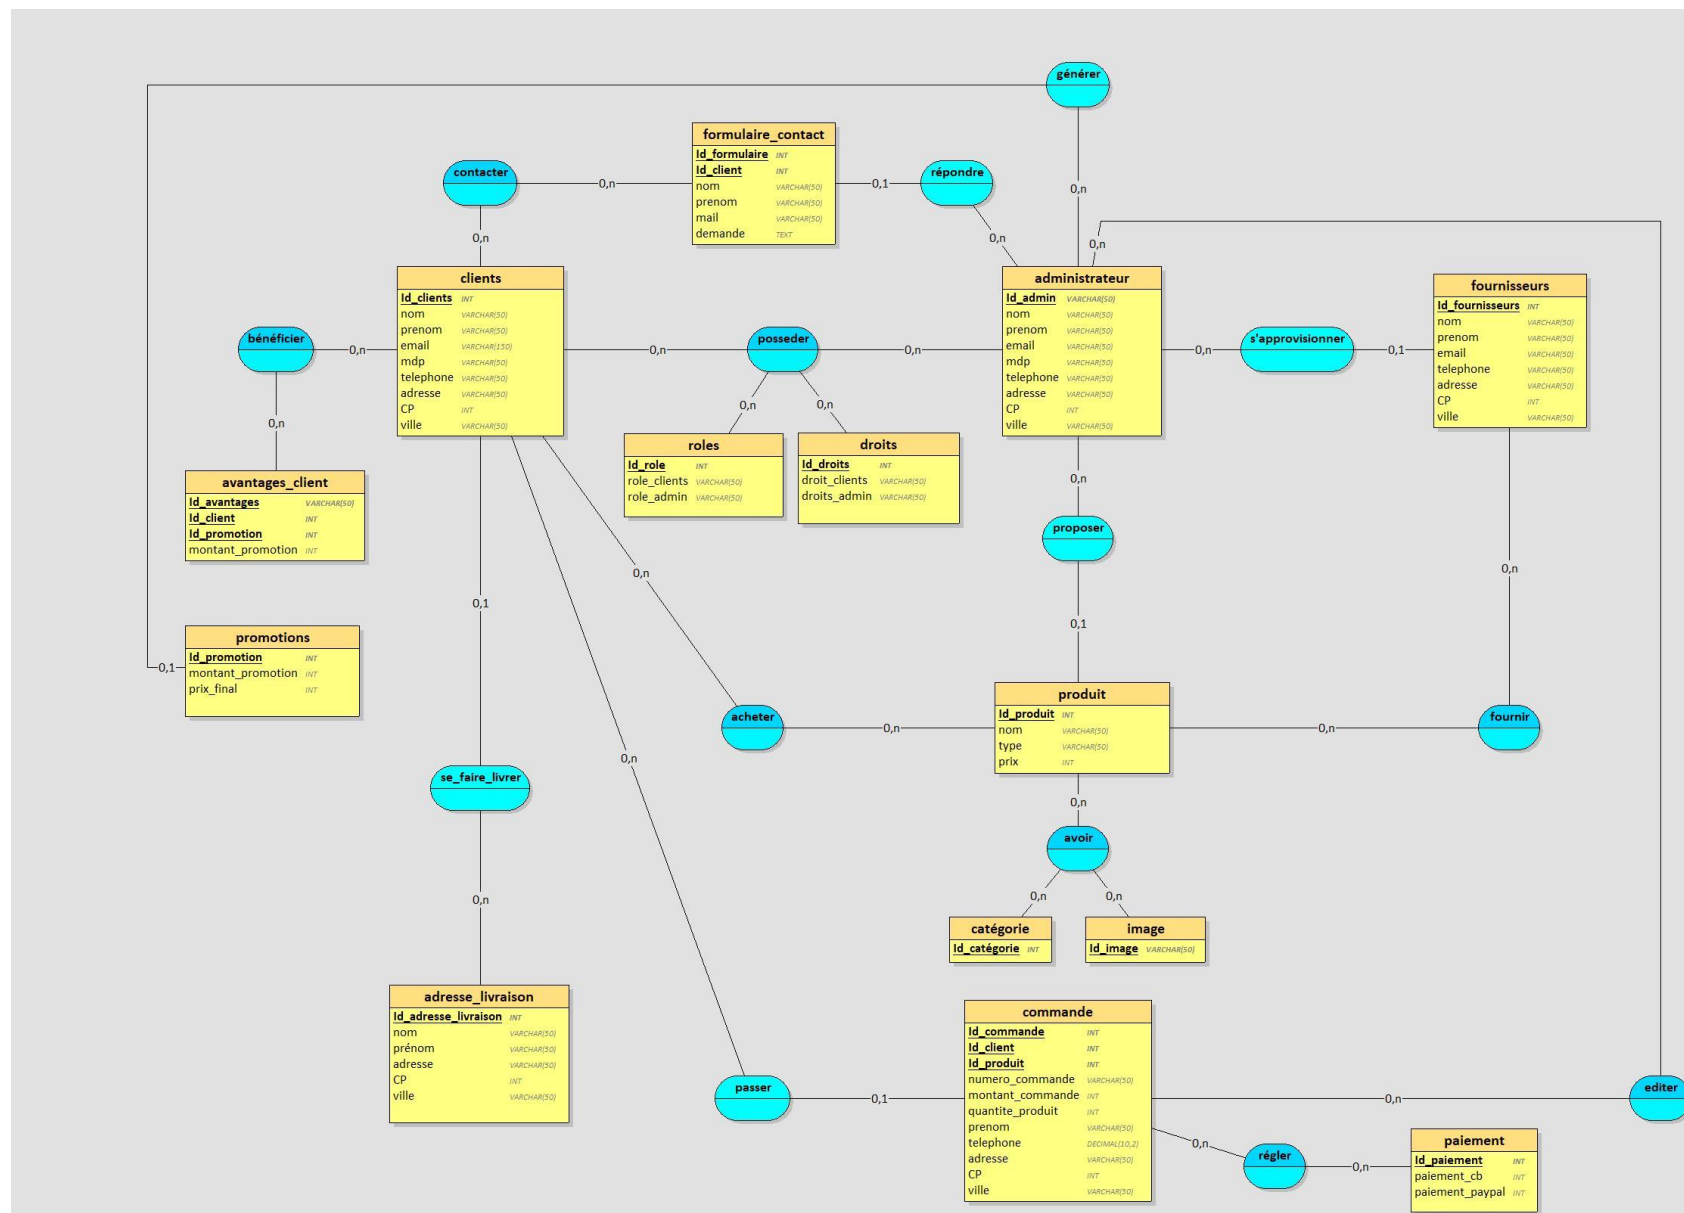 générer
0,n
formulaire_contact
Id_formulaire INT
Id_client INT
nom VARCHAR(50)
prenom VARCHAR(50)
mail VARCHAR(50)
demande TEXT
contacter
0,n
0,1
répondre
0,n
0,n
0,n
clients
Id_clients INT
nom VARCHAR(50)
prenom VARCHAR(50)
email VARCHAR(150)
mdp VARCHAR(50)
telephone VARCHAR(50)
adresse VARCHAR(50)
CP INT
ville VARCHAR(50)
administrateur
Id_admin VARCHAR(50)
nom VARCHAR(50)
prenom VARCHAR(50)
email VARCHAR(50)
mdp VARCHAR(50)
telephone VARCHAR(50)
adresse VARCHAR(50)
CP INT
ville VARCHAR(50)
fournisseurs
Id_fournisseurs INT
nom VARCHAR(50)
prenom VARCHAR(50)
email VARCHAR(50)
telephone VARCHAR(50)
adresse VARCHAR(50)
CP INT
ville VARCHAR(50)
bénéficier
0,n
0,n
posseder
0,n
0,n
s'approvisionner
0,1
0,n
0,n
0,n
roles
Id_role INT
role_clients VARCHAR(50)
role_admin VARCHAR(50)
droits
Id_droits INT
droit_clients VARCHAR(50)
droits_admin VARCHAR(50)
avantages_client
Id_avantages VARCHAR(50)
Id_client INT
Id_promotion INT
montant_promotion INT
0,n
proposer
0,n
0,n
0,1
0,1
promotions
Id_promotion INT
montant_promotion INT
prix_final INT
0,1
produit
Id_produit INT
nom VARCHAR(50)
type VARCHAR(50)
prix INT
acheter
0,n
0,n
fournir
0,n
se_faire_livrer
0,n
avoir
0,n
0,n
0,n
catégorie
Id_catégorie INT
image
Id_image VARCHAR(50)
adresse_livraison
Id_adresse_livraison INT
nom VARCHAR(50)
prénom VARCHAR(50)
adresse VARCHAR(50)
CP INT
ville VARCHAR(50)
commande
Id_commande INT
Id_client INT
Id_produit INT
numero_commande VARCHAR(50)
montant_commande INT
quantite_produit INT
prenom VARCHAR(50)
telephone DECIMAL(10,2)
adresse VARCHAR(50)
CP INT
ville VARCHAR(50)
passer
0,1
0,n
editer
0,n
régler
0,n
paiement
Id_paiement INT
paiement_cb INT
paiement_paypal INT